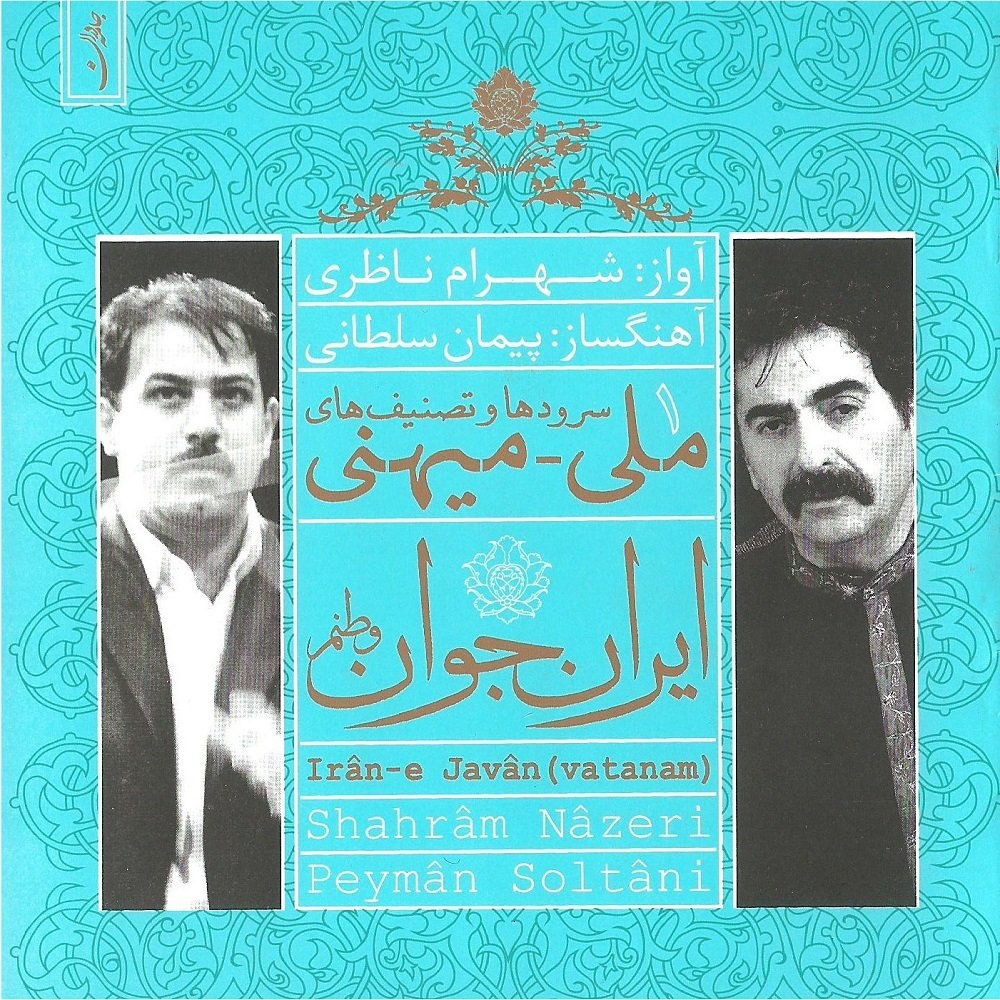 آواز: شهرام ناظری
آهنگساز: پیمان سلطانی
سرودها و تصنیف‌های
ملی - میهنی ۱
ایران جوان
وطنم
Irân-e Javân(vatanam)
Shahrâm Nâzeri
Peymân Soltâni